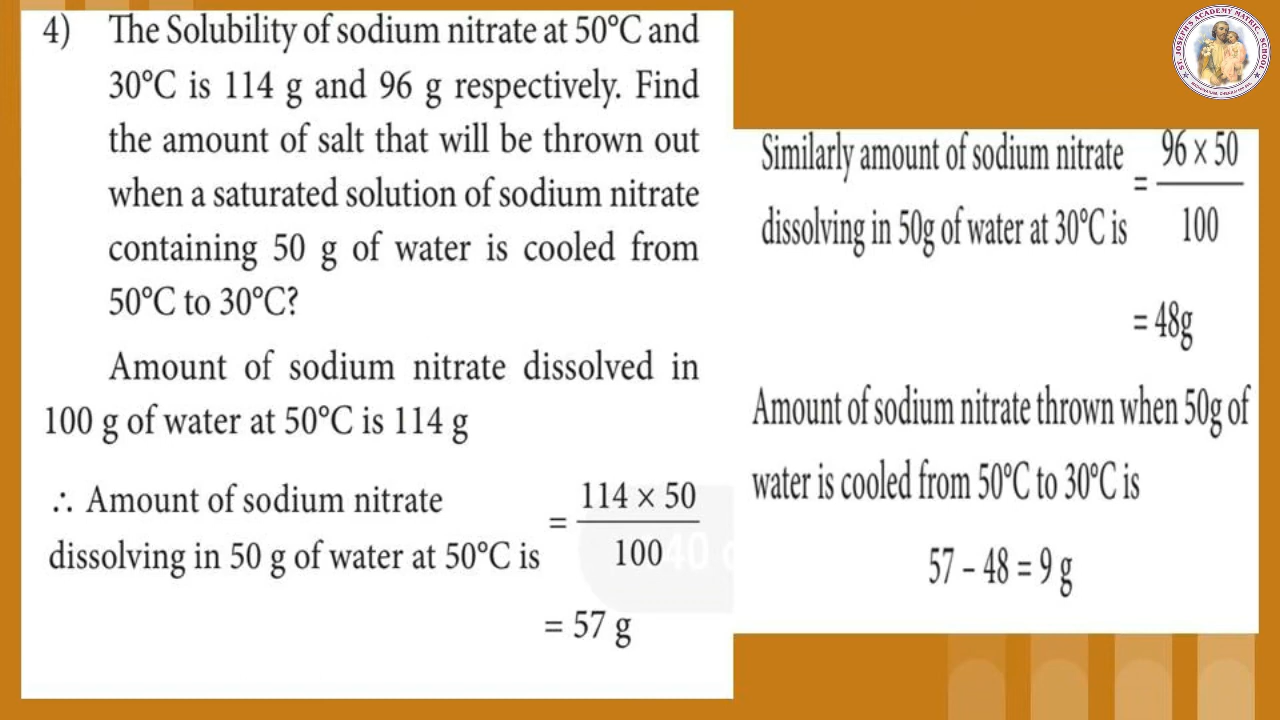 4) The Solubility of sodium nitrate at 50°C and
30°C is 114 g and 96 g respectively. Find
the amount of salt that will be thrown out
when a saturated solution of sodium nitrate
containing 50 g of water is cooled from
50°C to 30°C?
Amount of sodium nitrate dissolved in
100 g of water at 50°C is 114 g
∴ Amount of sodium nitrate
dissolving in 50 g of water at 50°C is
= 114 × 50
100
= 57 g
Similarly amount of sodium nitrate
dissolving in 50g of water at 30°C is
= 96 × 50
100
= 48g
Amount of sodium nitrate thrown when 50g of
water is cooled from 50°C to 30°C is
57 – 48 = 9 g
ST. JOSEPH'S ACADEMY MATRIC. SCHOOL